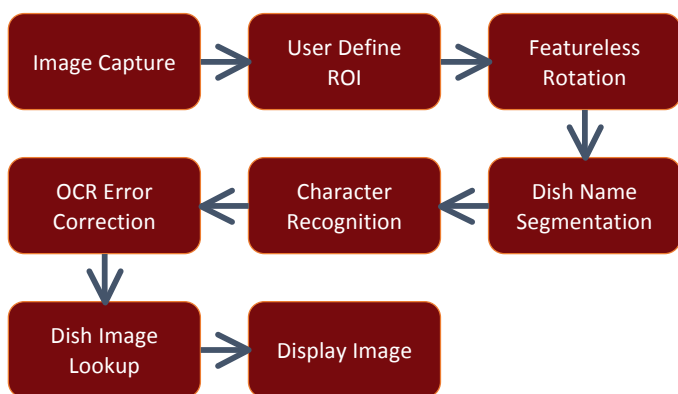 Image Capture
User Define
ROI
Featureless
Rotation
Dish Name
Segmentation
Character
Recognition
OCR Error
Correction
Dish Image
Lookup
Display Image